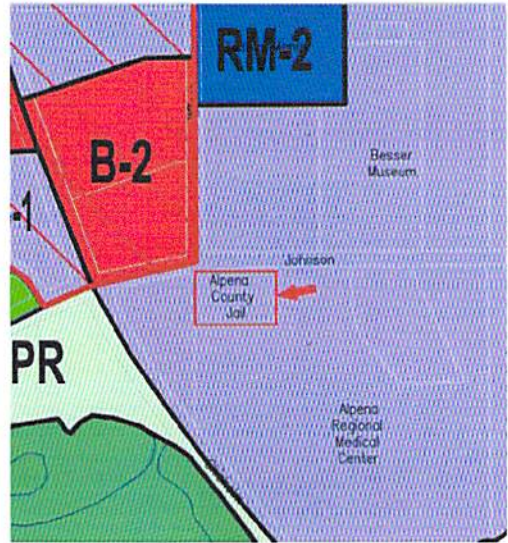 RM-2
B-2
Besser
Museum
-1
Johnson
Alpena
County
Jail
PR
Alpena
Regional
Medical
Center